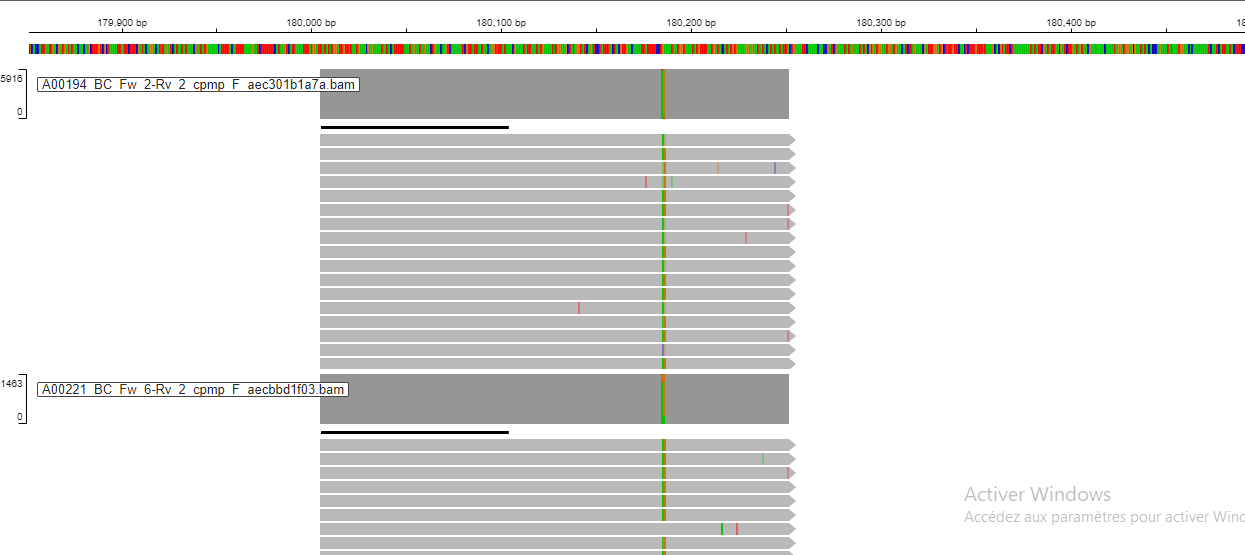 179,900 bp 180,000 bp 180,100 bp 180,200 bp 180,300 bp 180,400 bp
5916
A00194_BC_Fw_2-Rv_2_cpmp_F_aec301b1a7a.bam
0
1463
A00221_BC_Fw_6-Rv_2_cpmp_F_aecbbd1f03.bam
0
Activer Windows
Accédez aux paramètres pour activer